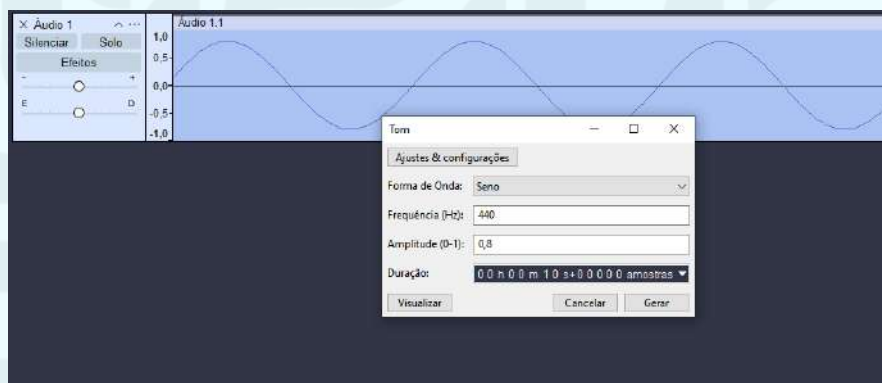 × Áudio 1 ...
Áudio 1.1
Silenciar Solo
Efeitos
- +
E D
1,0
0,5
0,0
-0,5
-1,0
Tom
Ajustes & configurações
Forma de Onda: Seno
Frequência (Hz): 440
Amplitude (0-1): 0,8
Duração: 0 0 h 0 0 m 1 0 s+0 0 0 0 0 amostras
Visualizar Cancelar Gerar